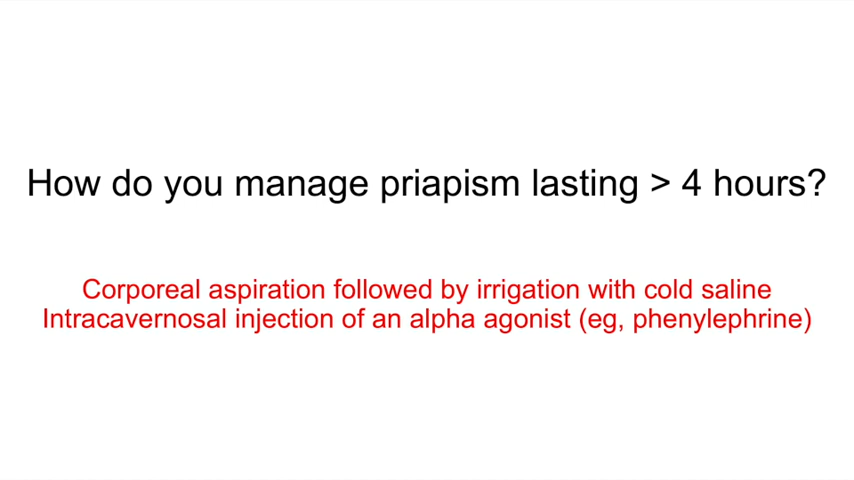 How do you manage priapism lasting > 4 hours?
Corporeal aspiration followed by irrigation with cold saline
Intracavernosal injection of an alpha agonist (eg, phenylephrine)